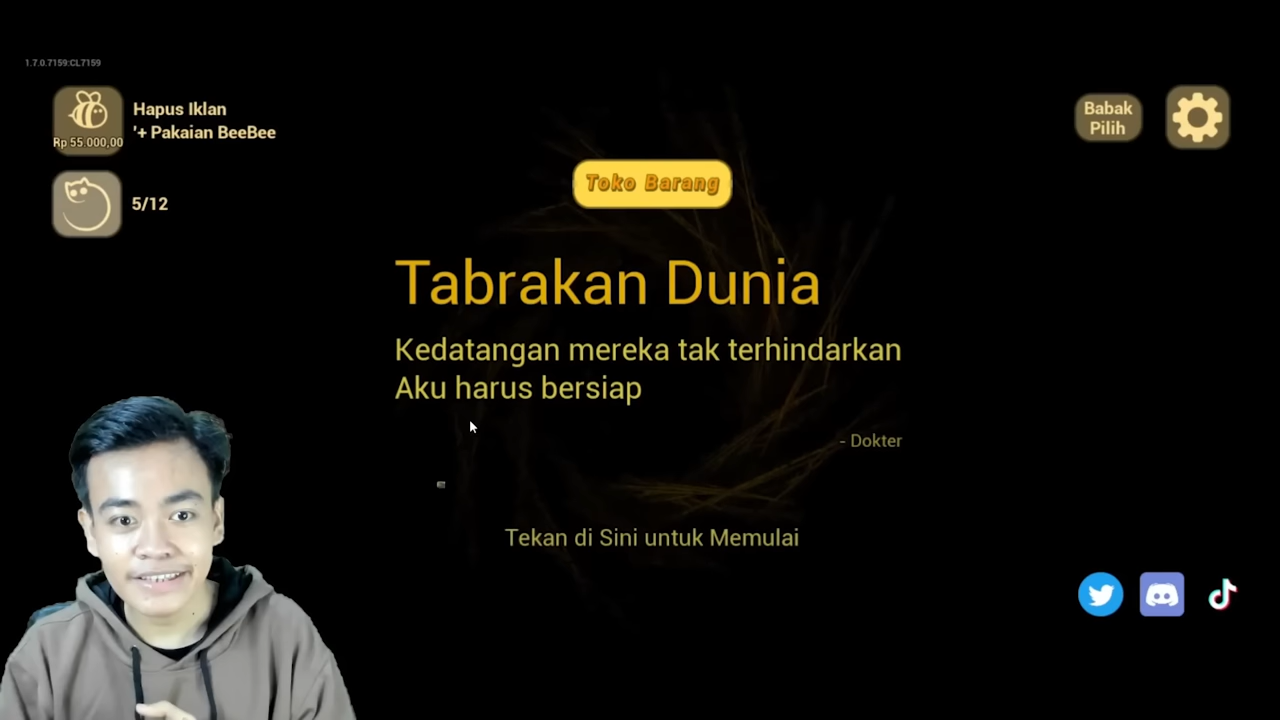 1.7.0.7159:CL7159
Hapus Iklan
'+ Pakaian BeeBee
Rp 55.000,00
5/12
Babak
Pilih
Toko Barang
Tabrakan Dunia
Kedatangan mereka tak terhindarkan
Aku harus bersiap
- Dokter
Tekan di Sini untuk Memulai